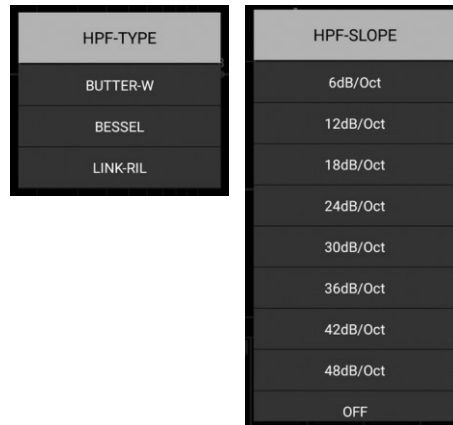 HPF-TYPE
BUTTER-W
BESSEL
LINK-RIL
HPF-SLOPE
6dB/Oct
12dB/Oct
18dB/Oct
24dB/Oct
30dB/Oct
36dB/Oct
42dB/Oct
48dB/Oct
OFF